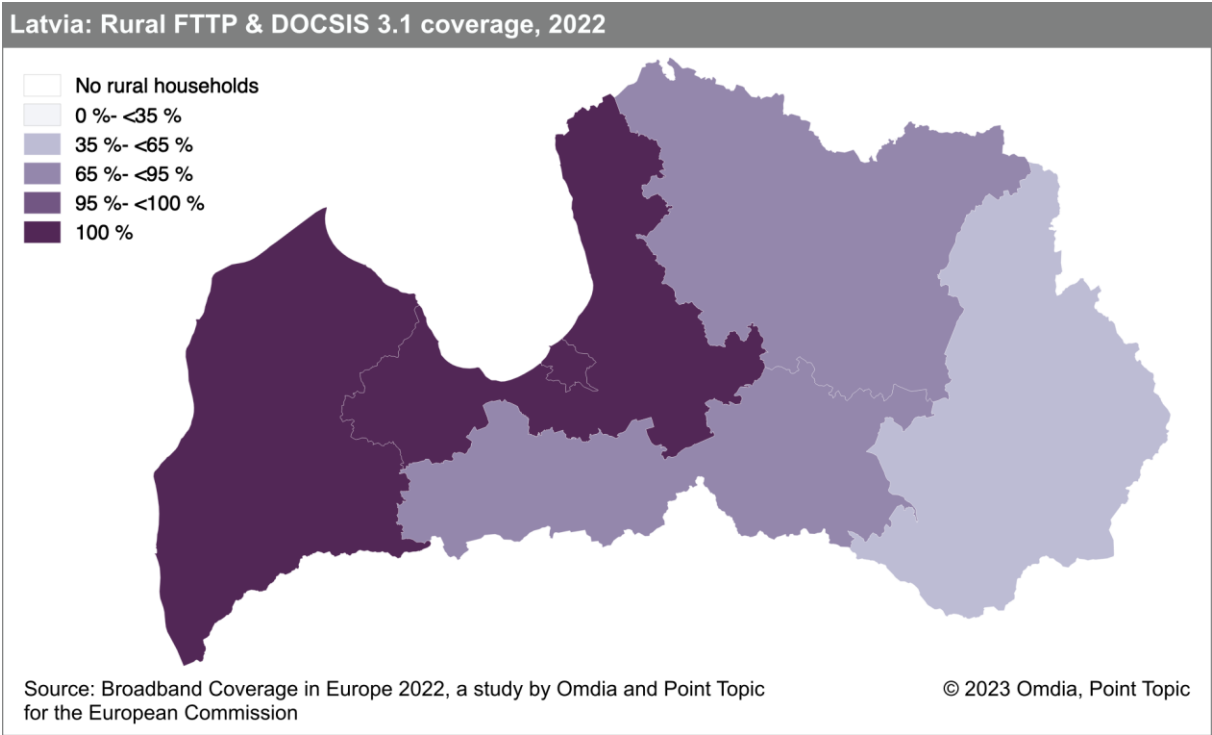 Latvia: Rural FTTP & DOCSIS 3.1 coverage, 2022
No rural households
0 %- <35 %
35 %- <65 %
65 %- <95 %
95 %- <100 %
100 %
Source: Broadband Coverage in Europe 2022, a study by Omdia and Point Topic
for the European Commission
© 2023 Omdia, Point Topic